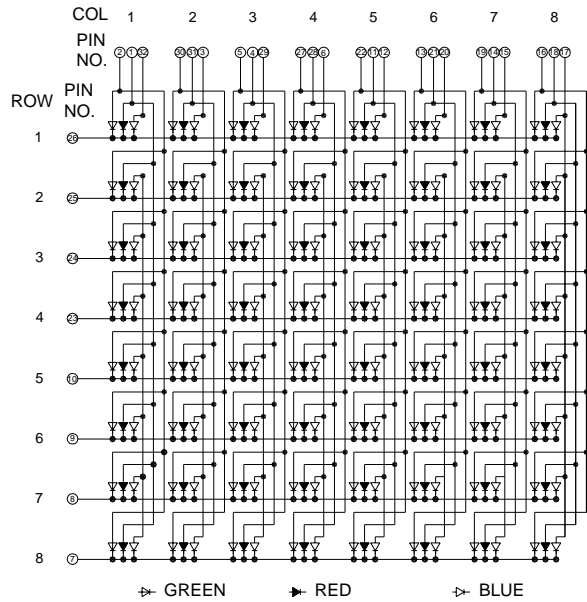 COL 1 2 3 4 5 6 7 8
PIN NO.
2 1 32 30 31 3 5 4 29 27 28 6 22 11 12 13 21 20 19 14 15 16 18 17
ROW PIN NO.
1 26
2 25
3 24
4 23
5 10
6 9
7 8
8 7
GREEN RED BLUE